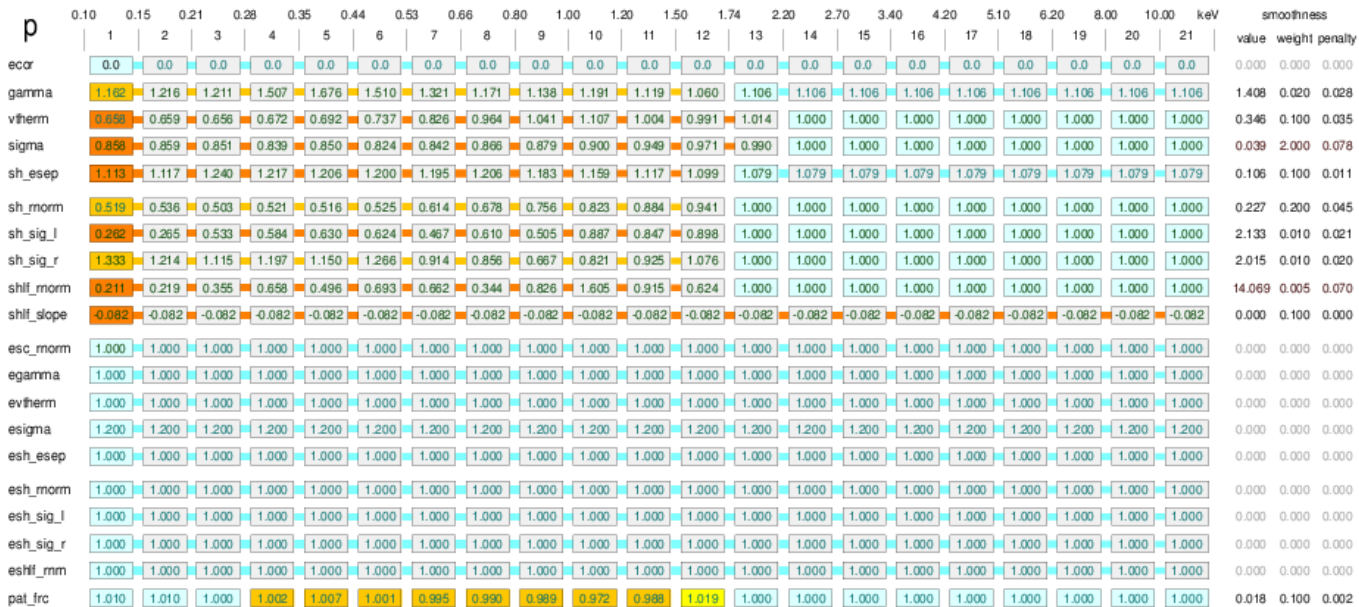 0.10 0.15 0.21 0.28 0.35 0.44 0.53 0.66 0.80 1.00 1.20 1.50 1.74 2.20 2.70 3.40 4.20 5.10 6.20 8.00 10.00 keV smoothness
p 1 2 3 4 5 6 7 8 9 10 11 12 13 14 15 16 17 18 19 20 21 value weight penalty
ecor 0.0 0.0 0.0 0.0 0.0 0.0 0.0 0.0 0.0 0.0 0.0 0.0 0.0 0.0 0.0 0.0 0.0 0.0 0.0 0.0 0.0 0.000 0.000 0.000
gamma 1.162 1.216 1.211 1.507 1.676 1.510 1.321 1.171 1.138 1.191 1.119 1.060 1.106 1.106 1.106 1.106 1.106 1.106 1.106 1.106 1.106 1.408 0.020 0.028
vtherm 0.658 0.659 0.656 0.672 0.692 0.737 0.826 0.964 1.041 1.107 1.004 0.991 1.014 1.000 1.000 1.000 1.000 1.000 1.000 1.000 1.000 0.346 0.100 0.035
sigma 0.858 0.859 0.851 0.839 0.850 0.824 0.842 0.866 0.879 0.900 0.949 0.971 0.990 1.000 1.000 1.000 1.000 1.000 1.000 1.000 1.000 0.039 2.000 0.078
sh_esep 1.113 1.117 1.240 1.217 1.206 1.200 1.195 1.206 1.183 1.159 1.117 1.099 1.079 1.079 1.079 1.079 1.079 1.079 1.079 1.079 1.079 0.106 0.100 0.011
sh_rnorm 0.519 0.536 0.503 0.521 0.516 0.525 0.614 0.678 0.756 0.823 0.884 0.941 1.000 1.000 1.000 1.000 1.000 1.000 1.000 1.000 1.000 0.227 0.200 0.045
sh_sig_l 0.262 0.265 0.533 0.584 0.630 0.624 0.467 0.610 0.505 0.887 0.847 0.898 1.000 1.000 1.000 1.000 1.000 1.000 1.000 1.000 1.000 2.133 0.010 0.021
sh_sig_r 1.333 1.214 1.115 1.197 1.150 1.266 0.914 0.856 0.667 0.821 0.925 1.076 1.000 1.000 1.000 1.000 1.000 1.000 1.000 1.000 1.000 2.015 0.010 0.020
shlf_rnorm 0.211 0.219 0.355 0.658 0.496 0.693 0.662 0.344 0.826 1.605 0.915 0.624 1.000 1.000 1.000 1.000 1.000 1.000 1.000 1.000 1.000 14.069 0.005 0.070
shlf_slope -0.082 -0.082 -0.082 -0.082 -0.082 -0.082 -0.082 -0.082 -0.082 -0.082 -0.082 -0.082 -0.082 -0.082 -0.082 -0.082 -0.082 -0.082 -0.082 -0.082 -0.082 0.000 0.100 0.000
esc_rnorm 1.000 1.000 1.000 1.000 1.000 1.000 1.000 1.000 1.000 1.000 1.000 1.000 1.000 1.000 1.000 1.000 1.000 1.000 1.000 1.000 1.000 0.000 0.000 0.000
egamma 1.000 1.000 1.000 1.000 1.000 1.000 1.000 1.000 1.000 1.000 1.000 1.000 1.000 1.000 1.000 1.000 1.000 1.000 1.000 1.000 1.000 0.000 0.000 0.000
evtherm 1.000 1.000 1.000 1.000 1.000 1.000 1.000 1.000 1.000 1.000 1.000 1.000 1.000 1.000 1.000 1.000 1.000 1.000 1.000 1.000 1.000 0.000 0.000 0.000
esigma 1.200 1.200 1.200 1.200 1.200 1.200 1.200 1.200 1.200 1.200 1.200 1.200 1.200 1.200 1.200 1.200 1.200 1.200 1.200 1.200 1.200 0.000 0.000 0.000
esh_esep 1.000 1.000 1.000 1.000 1.000 1.000 1.000 1.000 1.000 1.000 1.000 1.000 1.000 1.000 1.000 1.000 1.000 1.000 1.000 1.000 1.000 0.000 0.000 0.000
esh_rnorm 1.000 1.000 1.000 1.000 1.000 1.000 1.000 1.000 1.000 1.000 1.000 1.000 1.000 1.000 1.000 1.000 1.000 1.000 1.000 1.000 1.000 0.000 0.000 0.000
esh_sig_l 1.000 1.000 1.000 1.000 1.000 1.000 1.000 1.000 1.000 1.000 1.000 1.000 1.000 1.000 1.000 1.000 1.000 1.000 1.000 1.000 1.000 0.000 0.000 0.000
esh_sig_r 1.000 1.000 1.000 1.000 1.000 1.000 1.000 1.000 1.000 1.000 1.000 1.000 1.000 1.000 1.000 1.000 1.000 1.000 1.000 1.000 1.000 0.000 0.000 0.000
eshlf_rnm 1.000 1.000 1.000 1.000 1.000 1.000 1.000 1.000 1.000 1.000 1.000 1.000 1.000 1.000 1.000 1.000 1.000 1.000 1.000 1.000 1.000 0.000 0.000 0.000
pat_frc 1.010 1.010 1.000 1.002 1.007 1.001 0.995 0.990 0.989 0.972 0.988 1.019 1.000 1.000 1.000 1.000 1.000 1.000 1.000 1.000 1.000 0.018 0.100 0.002